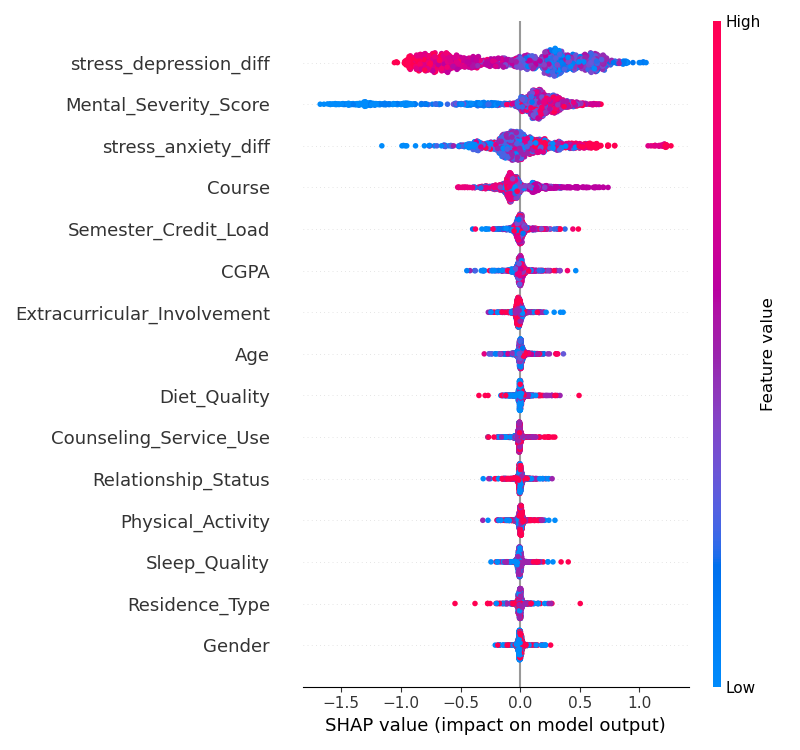 High
stress_depression_diff
Mental_Severity_Score
stress_anxiety_diff
Course
Semester_Credit_Load
CGPA
Extracurricular_Involvement
Age
Diet_Quality
Counseling_Service_Use
Relationship_Status
Physical_Activity
Sleep_Quality
Residence_Type
Gender
Feature value
Low
−1.5 −1.0 −0.5 0.0 0.5 1.0
SHAP value (impact on model output)